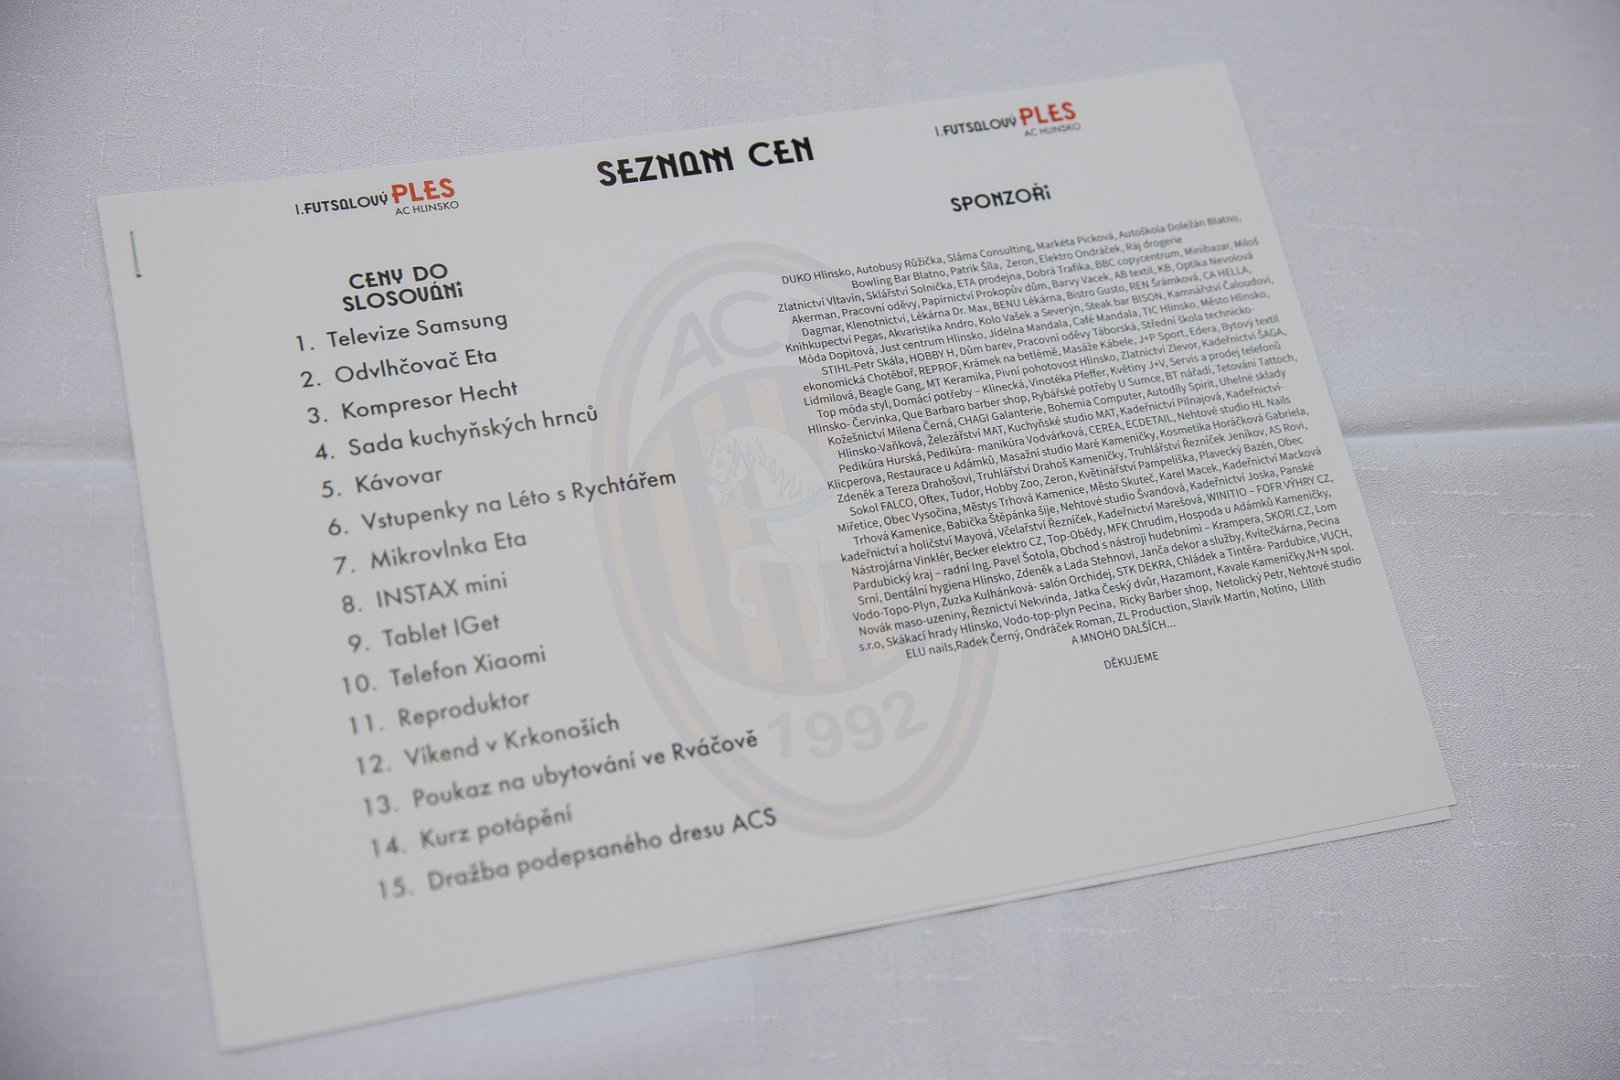 I.FUTSALOVÝ PLES
AC HLINSKO
SEZNAM CEN
I.FUTSALOVÝ PLES
AC HLINSKO
CENY DO
SLOSOVÁNÍ
1. Televize Samsung
2. Odvlhčovač Eta
3. Kompresor Hecht
4. Sada kuchyňských hrnců
5. Kávovar
6. Vstupenky na Léto s Rychtářem
7. Mikrovlnka Eta
8. INSTAX mini
9. Tablet IGet
10. Telefon Xiaomi
11. Reproduktor
12. Víkend v Krkonoších
13. Poukaz na ubytování ve Rváčově
14. Kurz potápění
15. Dražba podepsaného dresu ACS
AC
1992
SPONZOŘI
DUKO Hlinsko, Autobusy Růžička, Sláma Consulting, Markéta Picková, Autoškola Doležán Blatno,
Bowling Bar Blatno, Patrik Šíla, Zeron, Elektro Ondráček, Ráj drogerie
Zlatnictví Vltavín, Sklářství Solnička, ETA prodejna, Dobrá Trafika, BBC copycentrum, Minibazar, Miloš
Akerman, Pracovní oděvy, Papírnictví Prokopův dům, Barvy Vacek, AB textil, KB, Optika Nevolová
Dagmar, Klenotnictví, Lékárna Dr. Max, BENU Lékárna, Bistro Gusto, REN Šrámková, CA HELLA,
Knihkupectví Pegas, Akvaristika Andro, Kolo Vašek a Severýn, Steak bar BISON, Kamnářství Čaloudovi,
Móda Dopitová, Just centrum Hlinsko, Jídelna Mandala, Café Mandala, TIC Hlinsko, Město Hlinsko,
STIHL-Petr Skála, HOBBY H, Dům barev, Pracovní oděvy Táborská, Střední škola technicko-
ekonomická Chotěboř, REPROF, Krámek na betlémě, Masáže Kábele, J+P Sport, Edera, Bytový textil
Lidmilová, Beagle Gang, MT Keramika, Pivní pohotovost Hlinsko, Zlatnictví Zlevor, Kadeřnictví ŠAGA,
Top móda styl, Domácí potřeby – Klinecká, Vinotéka Pfeffer, Květiny J+V, Servis a prodej telefonů
Hlinsko- Červinka, Que Barbaro barber shop, Rybářské potřeby U Sumce, BT nářadí, Tetování Tattoch,
Kožešnictví Milena Černá, CHAGI Galanterie, Bohemia Computer, Autodíly Spirit, Uhelné sklady
Hlinsko-Vaňková, Železářství MAT, Kuchyňské studio MAT, Kadeřnictví Pilnajová, Kadeřnictví-
Pedikúra Hurská, Pedikúra- manikúra Vodvárková, CEREA, ECDETAIL, Nehtové studio HL Nails
Klicperova, Restaurace u Adámků, Masažní studio Maré Kameničky, Kosmetika Horáčková Gabriela,
Zdeněk a Tereza Drahošovi, Truhlářství Drahoš Kameničky, Truhlářství Řezníček Jeníkov, AS Rovi,
Sokol FALCO, Oftex, Tudor, Hobby Zoo, Zeron, Květinářství Pampeliška, Plavecký Bazén, Obec
Miřetice, Obec Vysočina, Městys Trhová Kamenice, Město Skuteč, Karel Macek, Kadeřnictví Macková
Trhová Kamenice, Babička Štěpánka šije, Nehtové studio Švandová, Kadeřnictví Joska, Panské
kadeřnictví a holičství Mayová, Včelařství Řezníček, Kadeřnictví Marešová, WINITIO – FOFR VÝHRY CZ,
Nástrojárna Vinklér, Becker elektro CZ, Top-Obědy, MFK Chrudim, Hospoda u Adámků Kameničky,
Pardubický kraj – radní Ing. Pavel Šotola, Obchod s nástroji hudebními – Krampera, SKORI.CZ, Lom
Srní, Dentální hygiena Hlinsko, Zdeněk a Lada Stehnovi, Janča dekor a služby, Kvítečkárna, Pecina
Vodo-Topo-Plyn, Zuzka Kulhánková- salón Orchidej, STK DEKRA, Chládek a Tintěra- Pardubice, VUCH,
Novák maso-uzeniny, Řeznictví Nekvinda, Jatka Český dvůr, Hazamont, Kavale Kameničky,N+N spol.
s.r.o, Skákací hrady Hlinsko, Vodo-top-plyn Pecina, Ricky Barber shop, Netolický Petr, Nehtové studio
ELU nails,Radek Černý, Ondráček Roman, ZL Production, Slavík Martin, Notino, Lilith
A MNOHO DALŠÍCH...
DĚKUJEME